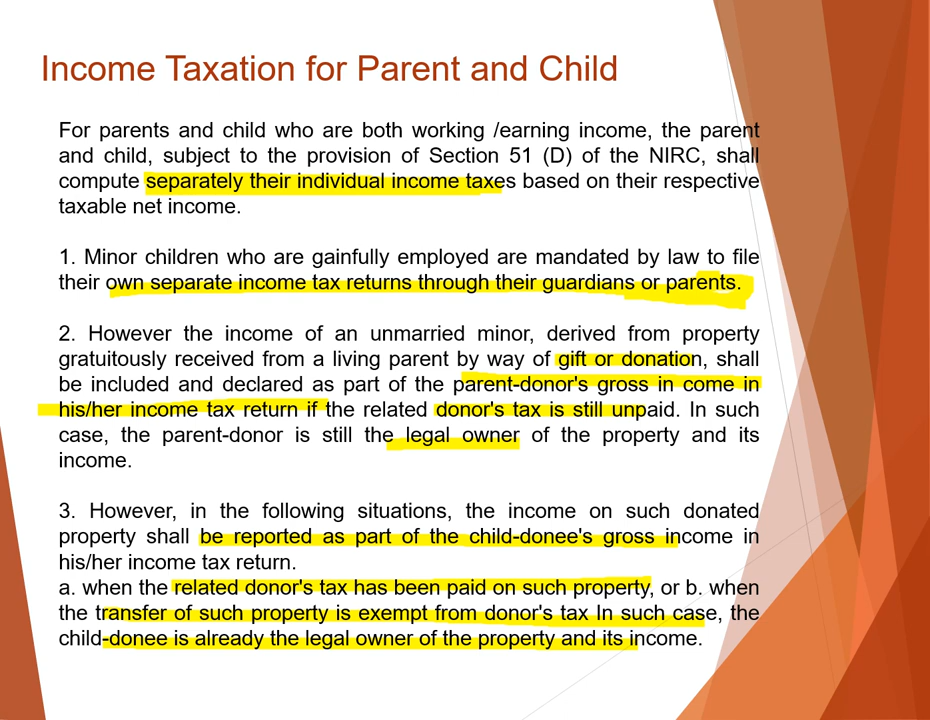 Income Taxation for Parent and Child
For parents and child who are both working /earning income, the parent
and child, subject to the provision of Section 51 (D) of the NIRC, shall
compute separately their individual income taxes based on their respective
taxable net income.
1. Minor children who are gainfully employed are mandated by law to file
their own separate income tax returns through their guardians or parents.
2. However the income of an unmarried minor, derived from property
gratuitously received from a living parent by way of gift or donation, shall
be included and declared as part of the parent-donor's gross in come in
his/her income tax return if the related donor's tax is still unpaid. In such
case, the parent-donor is still the legal owner of the property and its
income.
3. However, in the following situations, the income on such donated
property shall be reported as part of the child-donee's gross income in
his/her income tax return.
a. when the related donor's tax has been paid on such property, or b. when
the transfer of such property is exempt from donor's tax In such case, the
child-donee is already the legal owner of the property and its income.